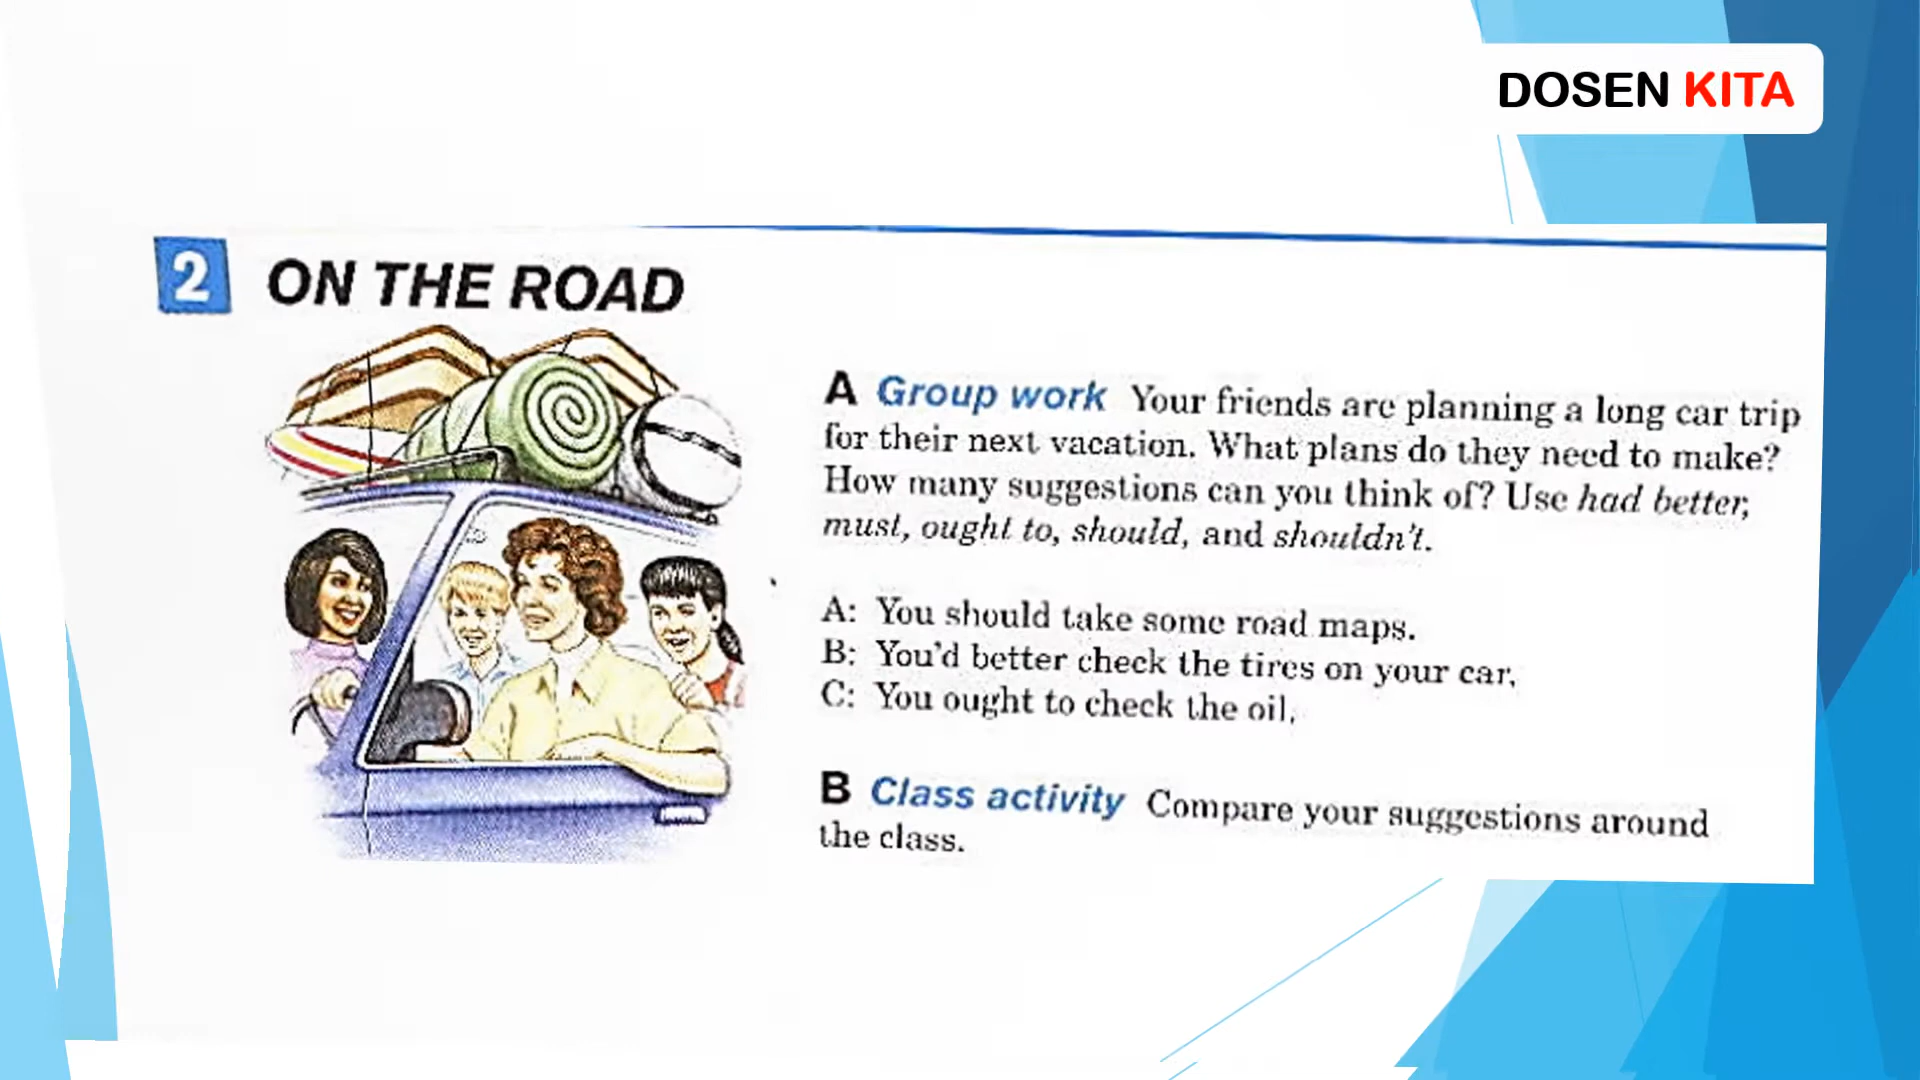 DOSEN KITA
2 ON THE ROAD
A Group work Your friends are planning a long car trip
for their next vacation. What plans do they need to make?
How many suggestions can you think of? Use had better,
must, ought to, should, and shouldn't.
A: You should take some road maps.
B: You'd better check the tires on your car.
C: You ought to check the oil.
B Class activity Compare your suggestions around
the class.